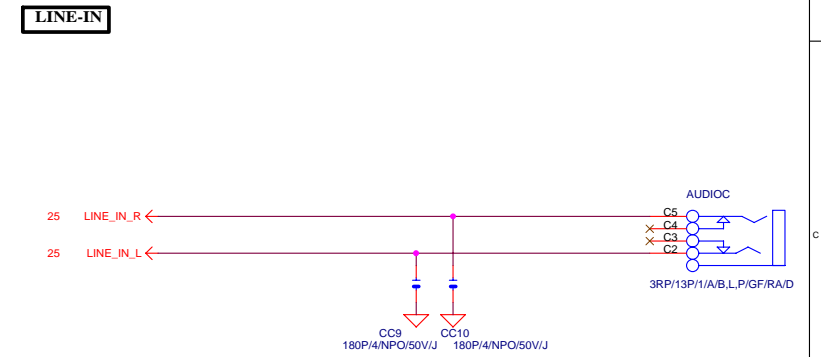 LINE-IN
AUDIOC
25 LINE_IN_R C5
C4
C
C3
25 LINE_IN_L C2
3RP/13P/1/A/B,L,P/GF/RA/D
CC9 CC10
180P/4/NPO/50V/J 180P/4/NPO/50V/J